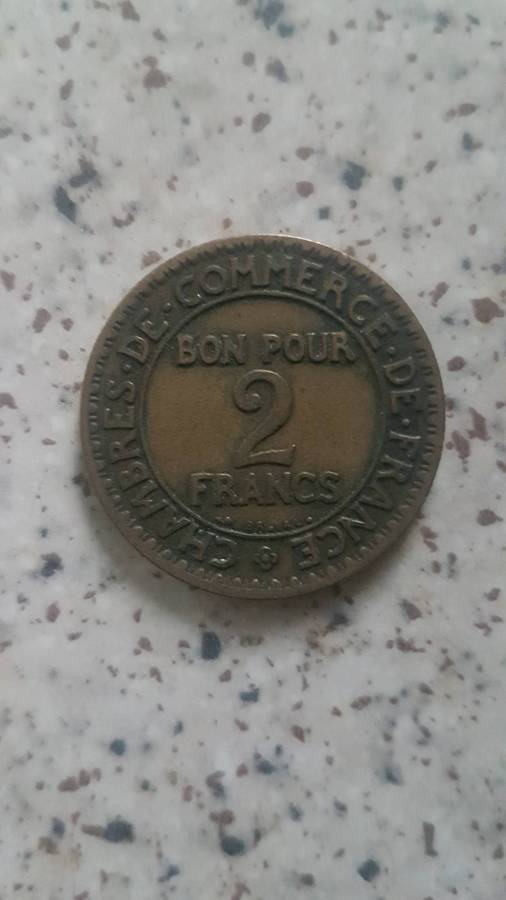 CHAMBRES·DE·COMMERCE·DE·FRANCE
BON POUR
2
FRANCS